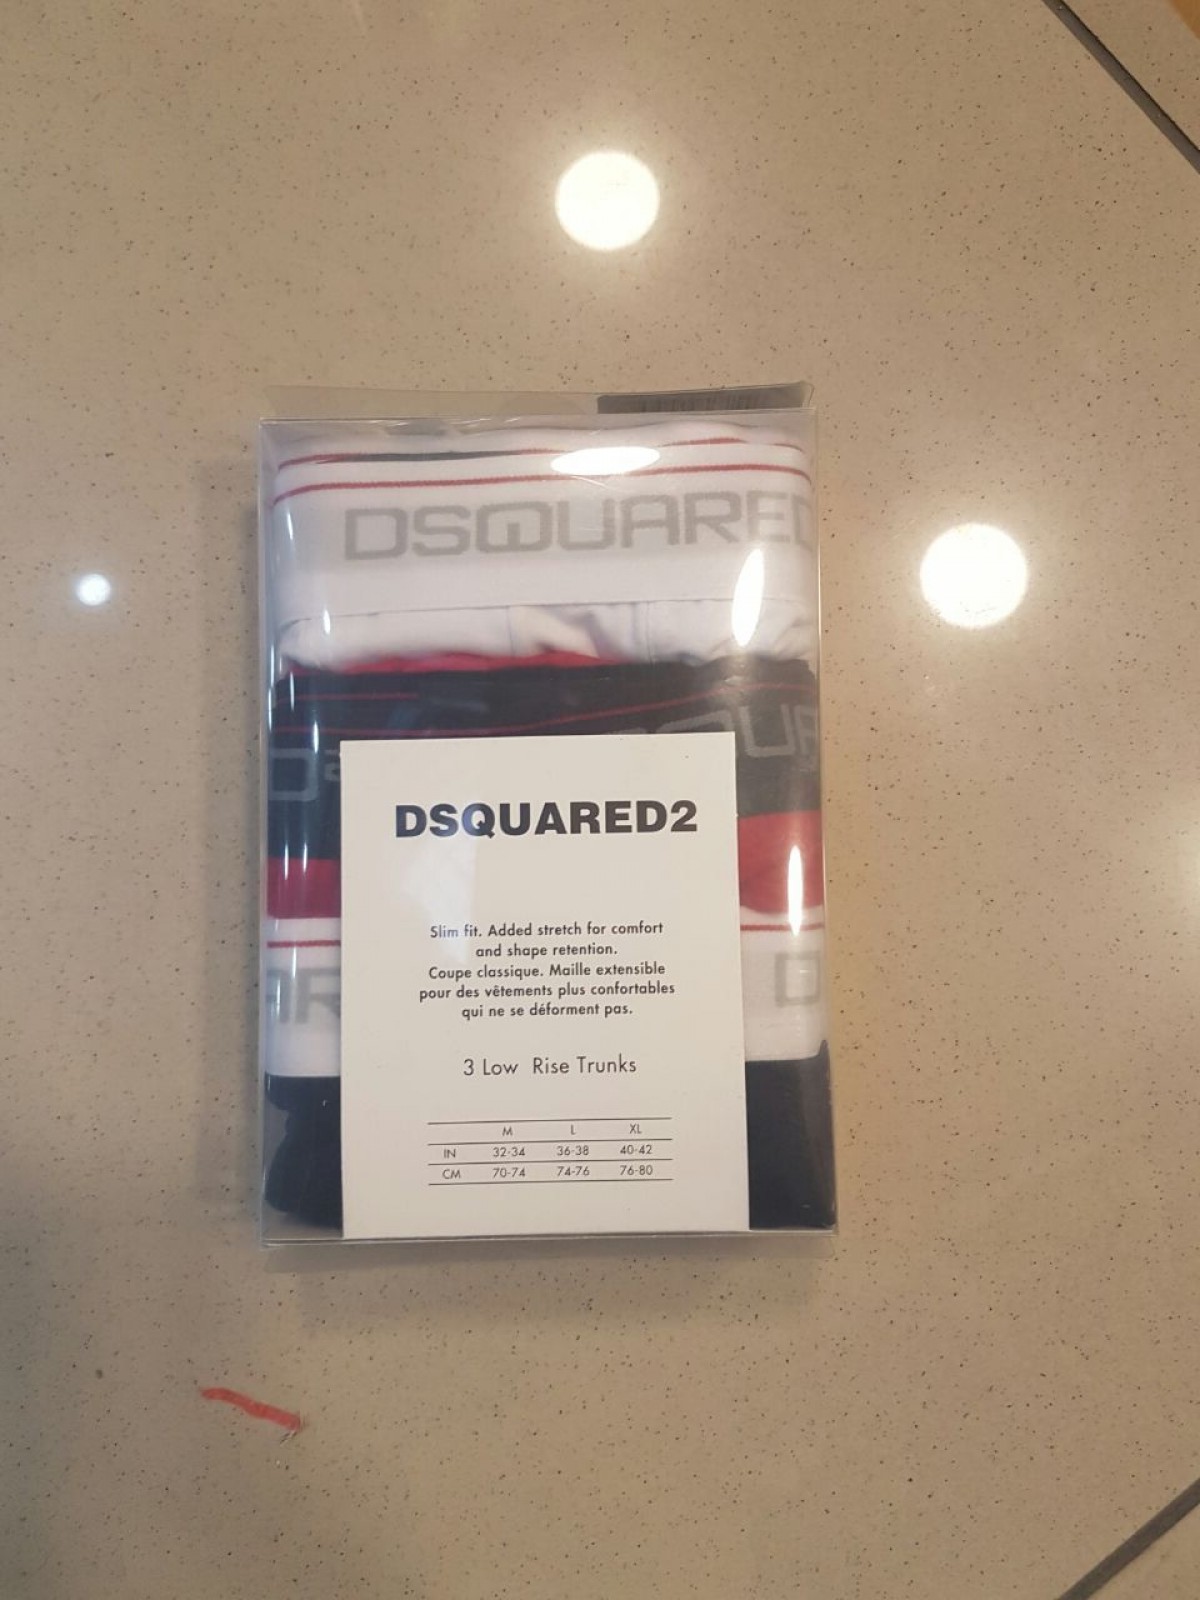 DSQUARED
DSQUARED2
Slim fit. Added stretch for comfort
and shape retention.
Coupe classique. Maille extensible
pour des vêtements plus confortables
qui ne se déforment pas.
3 Low Rise Trunks
M L XL
IN 32-34 36-38 40-42
CM 70-74 74-76 76-80